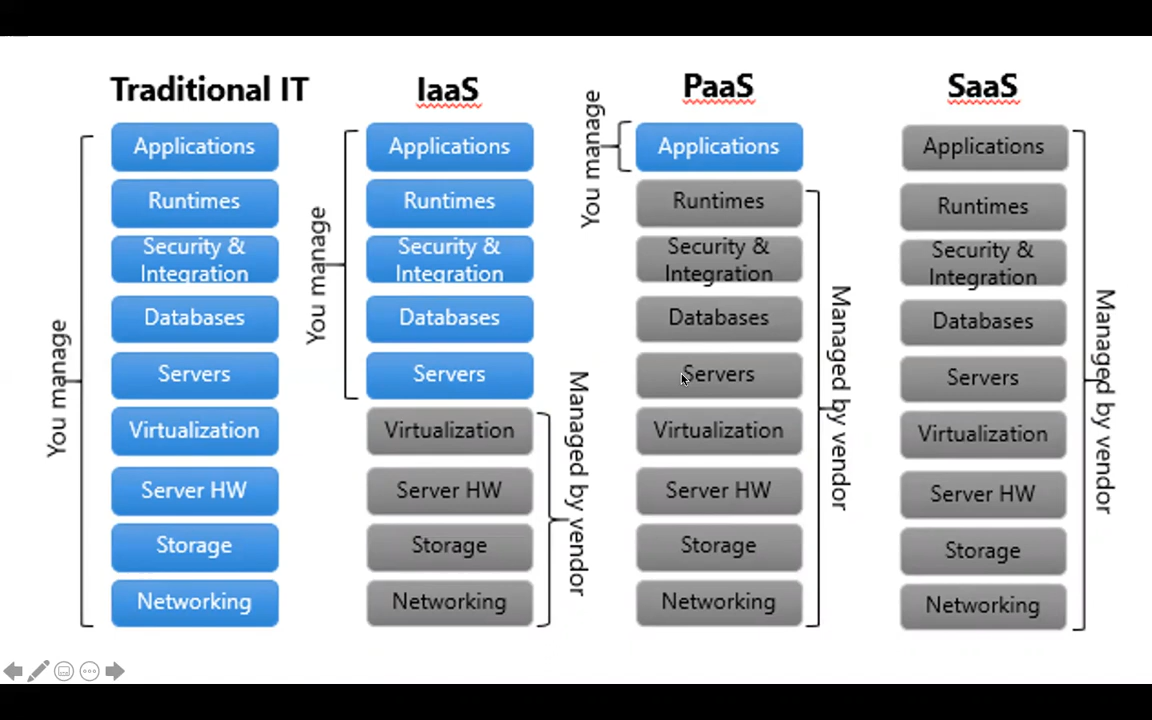 Traditional IT
Applications
Runtimes
Security &
Integration
Databases
Servers
Virtualization
Server HW
Storage
Networking
You manage
IaaS
Applications
Runtimes
Security &
Integration
Databases
Servers
Virtualization
Server HW
Storage
Networking
You manage
Managed by vendor
PaaS
Applications
Runtimes
Security &
Integration
Databases
Servers
Virtualization
Server HW
Storage
Networking
You manage
Managed by vendor
SaaS
Applications
Runtimes
Security &
Integration
Databases
Servers
Virtualization
Server HW
Storage
Networking
Managed by vendor